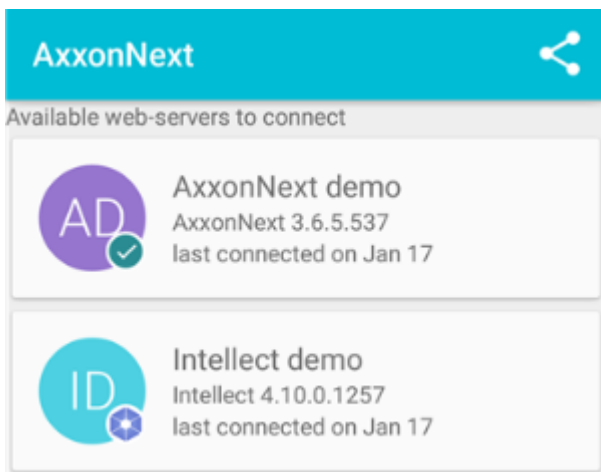 AxxonNext
Available web-servers to connect
AD
AxxonNext demo
AxxonNext 3.6.5.537
last connected on Jan 17
ID
Intellect demo
Intellect 4.10.0.1257
last connected on Jan 17